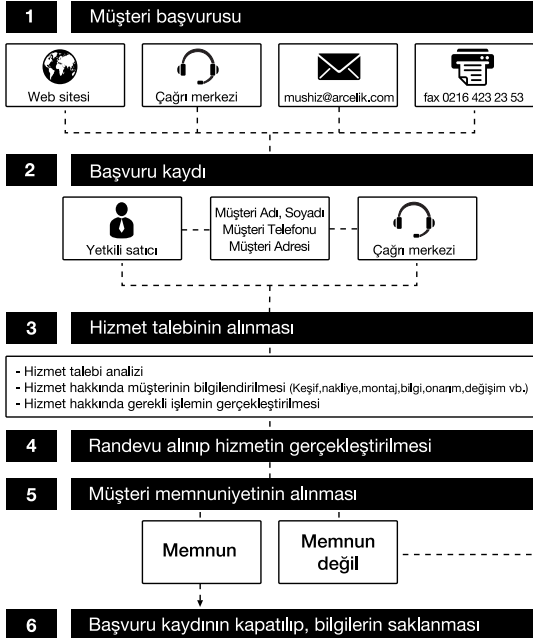 1 Müşteri başvurusu
Web sitesi
Çağrı merkezi
mushiz@arcelik.com
fax 0216 423 23 53
2 Başvuru kaydı
Yetkili satıcı
Müşteri Adı, Soyadı
Müşteri Telefonu
Müşteri Adresi
Çağrı merkezi
3 Hizmet talebinin alınması
- Hizmet talebi analizi
- Hizmet hakkında müşterinin bilgilendirilmesi (Keşif,nakliye,montaj,bilgi,onarım,değişim vb.)
- Hizmet hakkında gerekli işlemin gerçekleştirilmesi
4 Randevu alınıp hizmetin gerçekleştirilmesi
5 Müşteri memnuniyetinin alınması
Memnun
Memnun
değil
6 Başvuru kaydının kapatılıp, bilgilerin saklanması